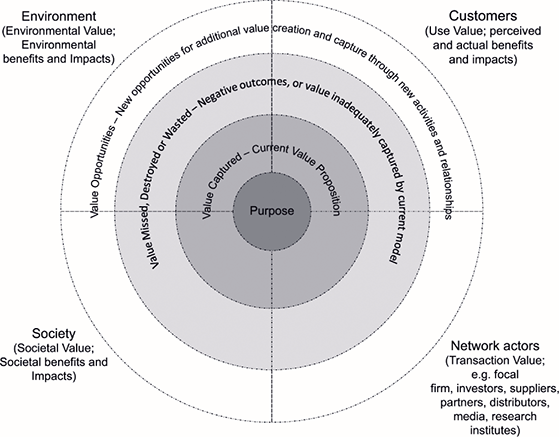 Environment
(Environmental Value;
Environmental
benefits and Impacts)
Customers
(Use Value; perceived
and actual benefits
and impacts)
Value Opportunities – New opportunities for additional value creation and capture through new activities and relationships
Value Missed, Destroyed or Wasted – Negative outcomes, or value inadequately captured by current model
Value Captured – Current Value Proposition
Purpose
Society
(Societal Value;
Societal benefits and
Impacts)
Network actors
(Transaction Value;
e.g. focal
firm, investors, suppliers,
partners, distributors,
media, research
institutes)